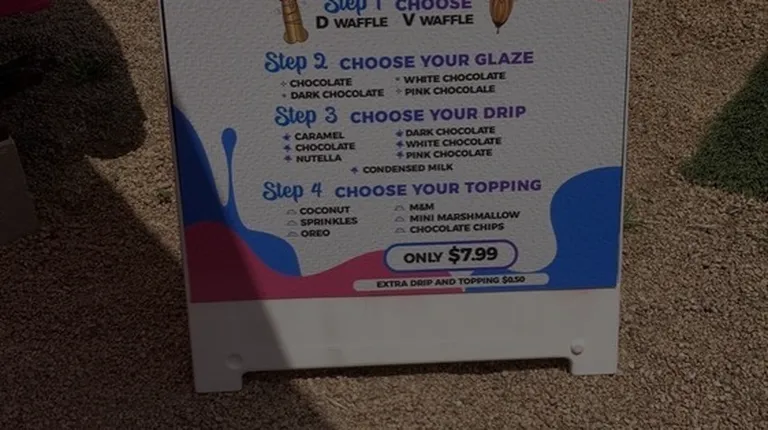 Step 1 CHOOSE
D WAFFLE V WAFFLE
Step 2 CHOOSE YOUR GLAZE
CHOCOLATE WHITE CHOCOLATE
DARK CHOCOLATE PINK CHOCOLALE
Step 3 CHOOSE YOUR DRIP
CARAMEL DARK CHOCOLATE
CHOCOLATE WHITE CHOCOLATE
NUTELLA PINK CHOCOLATE
CONDENSED MILK
Step 4 CHOOSE YOUR TOPPING
COCONUT M&M
SPRINKLES MINI MARSHMALLOW
OREO CHOCOLATE CHIPS
ONLY $7.99
EXTRA DRIP AND TOPPING $0.50